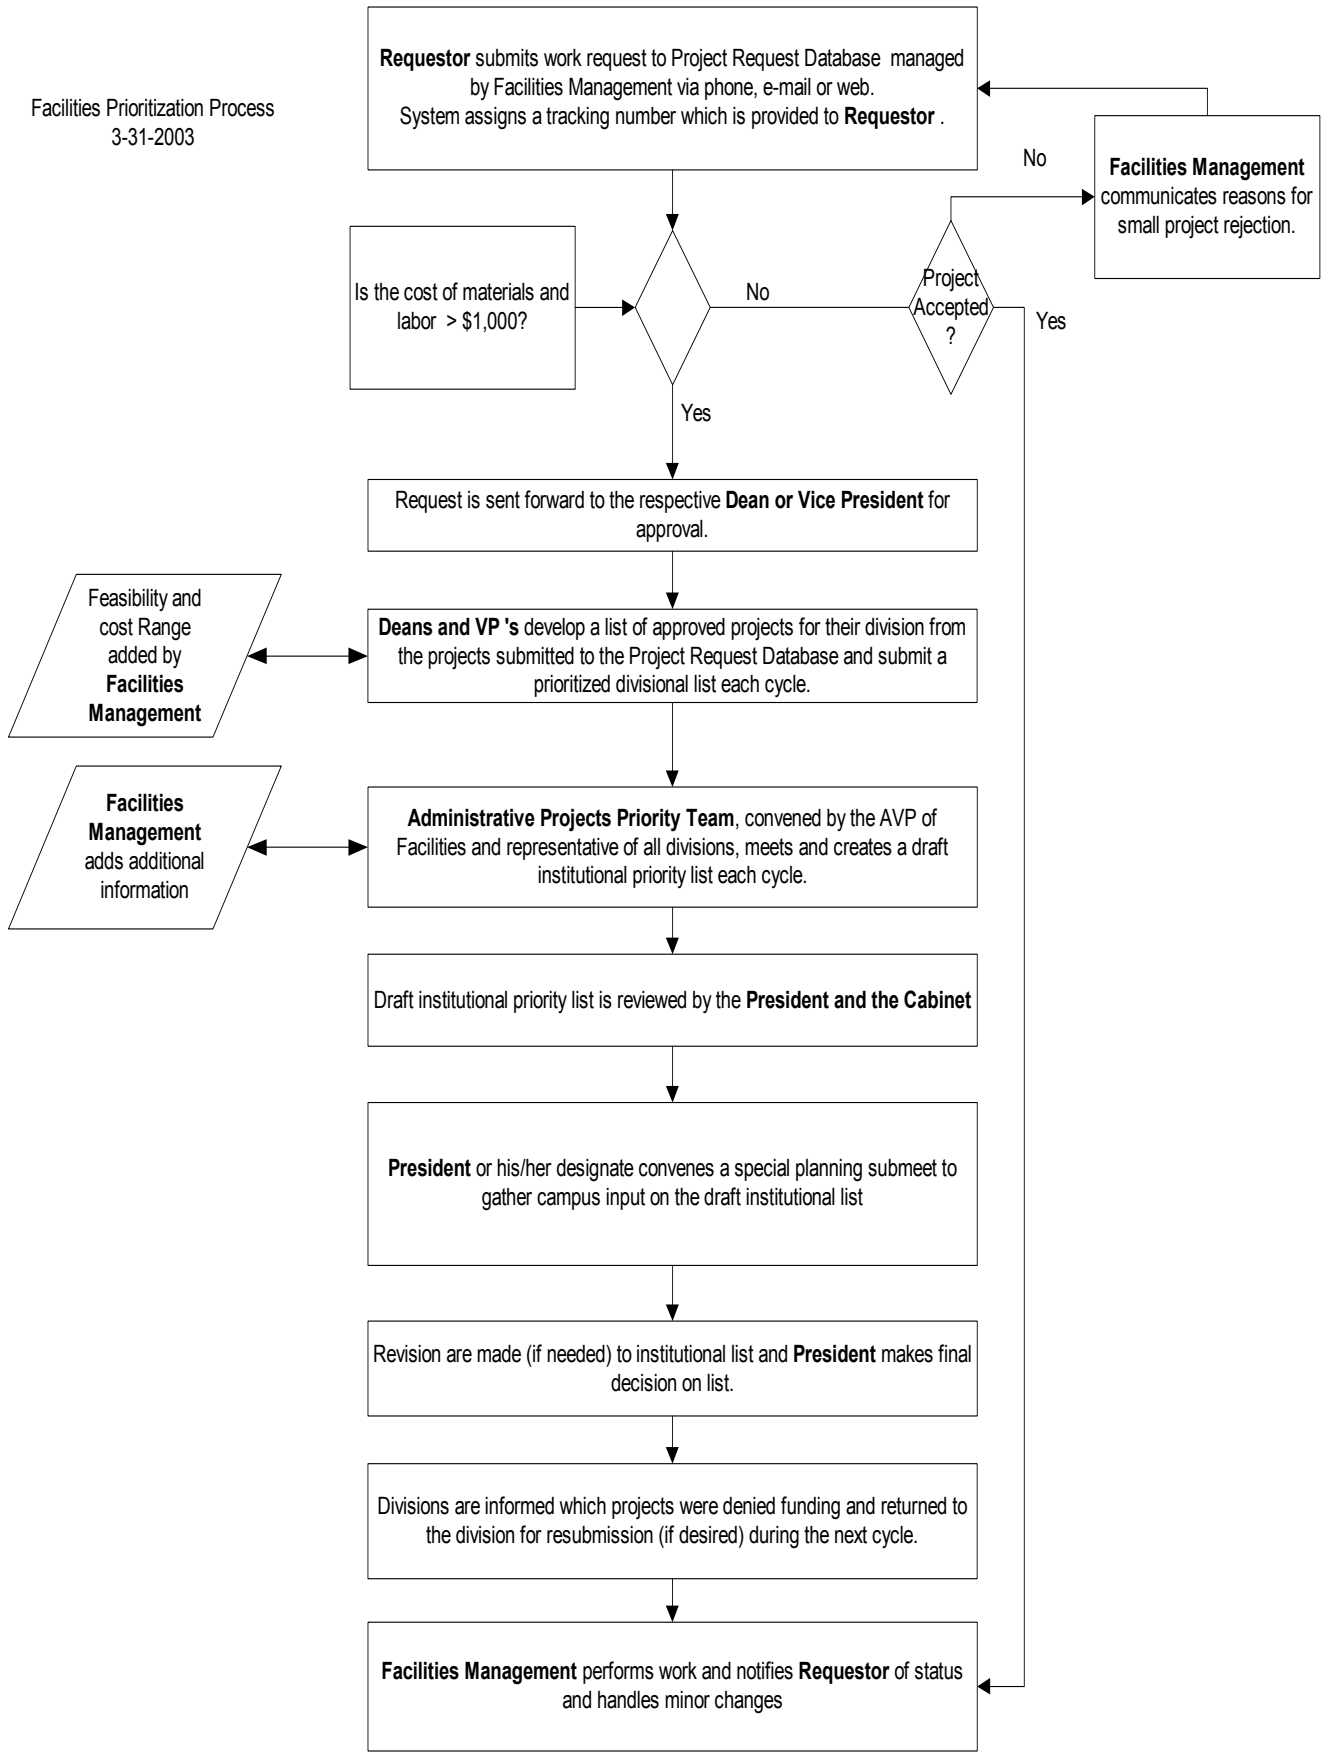 Facilities Prioritization Process
3-31-2003
Requestor submits work request to Project Request Database managed
by Facilities Management via phone, e-mail or web.
System assigns a tracking number which is provided to Requestor .
No
Facilities Management
communicates reasons for
small project rejection.
Is the cost of materials and
labor > $1,000?
No
Project
Accepted
?
Yes
Yes
Request is sent forward to the respective Dean or Vice President for
approval.
Feasibility and
cost Range
added by
Facilities
Management
Deans and VP 's develop a list of approved projects for their division from
the projects submitted to the Project Request Database and submit a
prioritized divisional list each cycle.
Facilities
Management
adds additional
information
Administrative Projects Priority Team, convened by the AVP of
Facilities and representative of all divisions, meets and creates a draft
institutional priority list each cycle.
Draft institutional priority list is reviewed by the President and the Cabinet
President or his/her designate convenes a special planning submeet to
gather campus input on the draft institutional list
Revision are made (if needed) to institutional list and President makes final
decision on list.
Divisions are informed which projects were denied funding and returned to
the division for resubmission (if desired) during the next cycle.
Facilities Management performs work and notifies Requestor of status
and handles minor changes